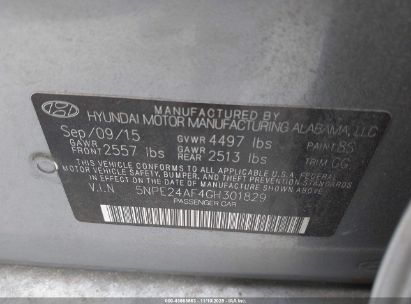 MANUFACTURED BY
HYUNDAI MOTOR MANUFACTURING ALABAMA, LLC
Sep/09/15 GVWR 4497 lbs PAINT 8S
GAWR FRONT 2557 lbs GAWR REAR 2513 lbs TRIM GG
THIS VEHICLE CONFORMS TO ALL APPLICABLE U.S.A FEDERAL
MOTOR VEHICLE SAFETY, BUMPER, AND THEFT PREVENTION
STANDARDS IN EFFECT ON THE DATE OF MANUFACTURE SHOWN ABOVE.
V.I.N. 5NPE24AF4GH301829
PASSENGER CAR